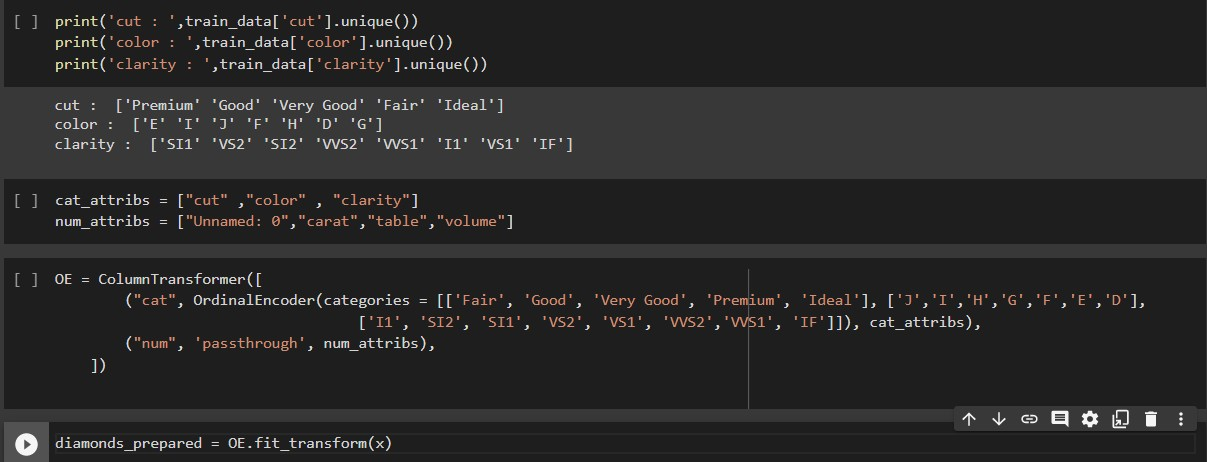 [ ] print('cut : ',train_data['cut'].unique())
print('color : ',train_data['color'].unique())
print('clarity : ',train_data['clarity'].unique())
cut :  ['Premium' 'Good' 'Very Good' 'Fair' 'Ideal']
color :  ['E' 'I' 'J' 'F' 'H' 'D' 'G']
clarity :  ['SI1' 'VS2' 'SI2' 'VVS2' 'VVS1' 'I1' 'VS1' 'IF']
[ ] cat_attribs = ["cut" ,"color" , "clarity"]
num_attribs = ["Unnamed: 0","carat","table","volume"]
[ ] OE = ColumnTransformer([
("cat", OrdinalEncoder(categories = [['Fair', 'Good', 'Very Good', 'Premium', 'Ideal'], ['J','I','H','G','F','E','D'],
['I1', 'SI2', 'SI1', 'VS2', 'VS1', 'VVS2','VVS1', 'IF']]), cat_attribs),
("num", 'passthrough', num_attribs),
])
diamonds_prepared = OE.fit_transform(x)